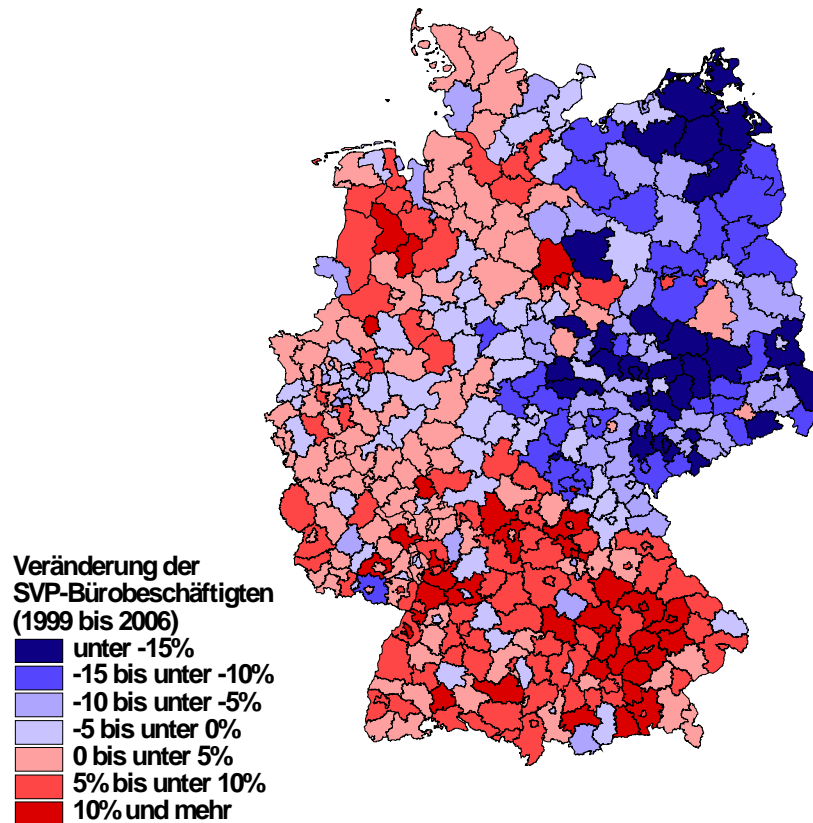 Veränderung der
SVP-Bürobeschäftigten
(1999 bis 2006)
unter -15%
-15 bis unter -10%
-10 bis unter -5%
-5 bis unter 0%
0 bis unter 5%
5% bis unter 10%
10% und mehr